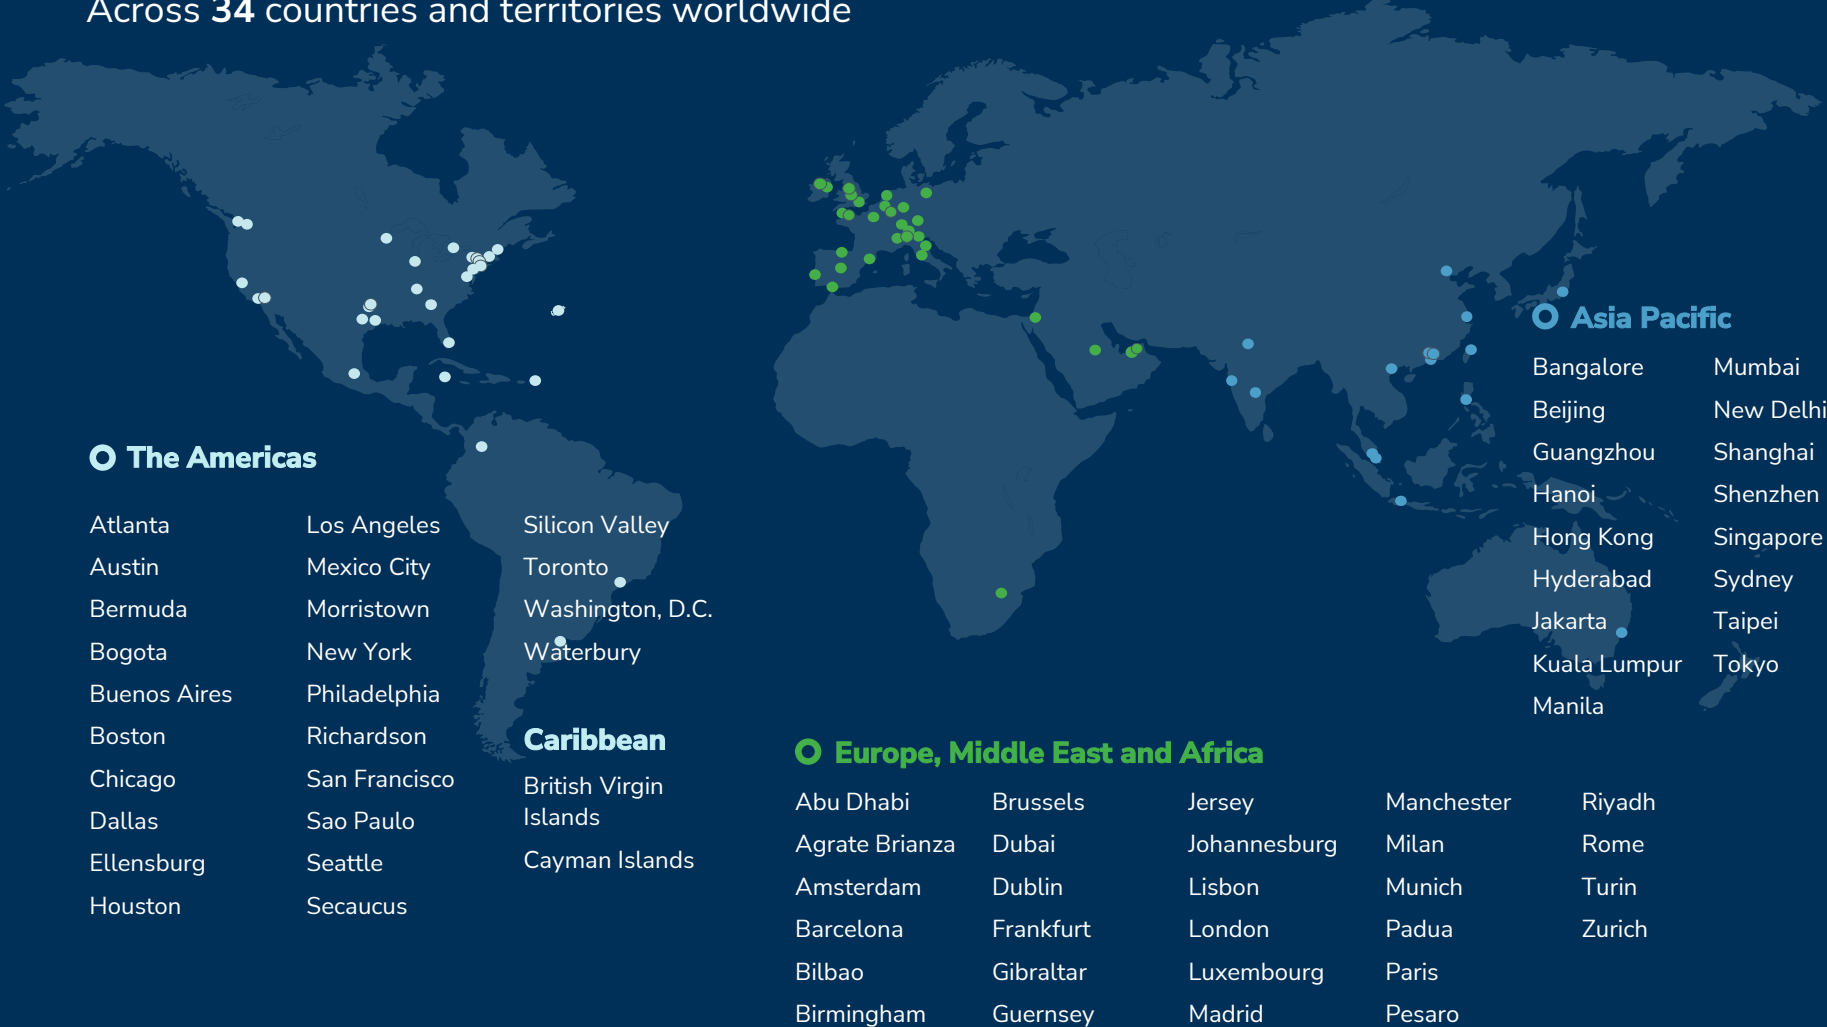 Across 34 countries and territories worldwide
The Americas
Atlanta
Austin
Bermuda
Bogota
Buenos Aires
Boston
Chicago
Dallas
Ellensburg
Houston
Los Angeles
Mexico City
Morristown
New York
Philadelphia
Richardson
San Francisco
Sao Paulo
Seattle
Secaucus
Silicon Valley
Toronto
Washington, D.C.
Waterbury
Caribbean
British Virgin
Islands
Cayman Islands
Europe, Middle East and Africa
Abu Dhabi
Agrate Brianza
Amsterdam
Barcelona
Bilbao
Birmingham
Brussels
Dubai
Dublin
Frankfurt
Gibraltar
Guernsey
Jersey
Johannesburg
Lisbon
London
Luxembourg
Madrid
Manchester
Milan
Munich
Padua
Paris
Pesaro
Riyadh
Rome
Turin
Zurich
Asia Pacific
Bangalore
Beijing
Guangzhou
Hanoi
Hong Kong
Hyderabad
Jakarta
Kuala Lumpur
Manila
Mumbai
New Delhi
Shanghai
Shenzhen
Singapore
Sydney
Taipei
Tokyo